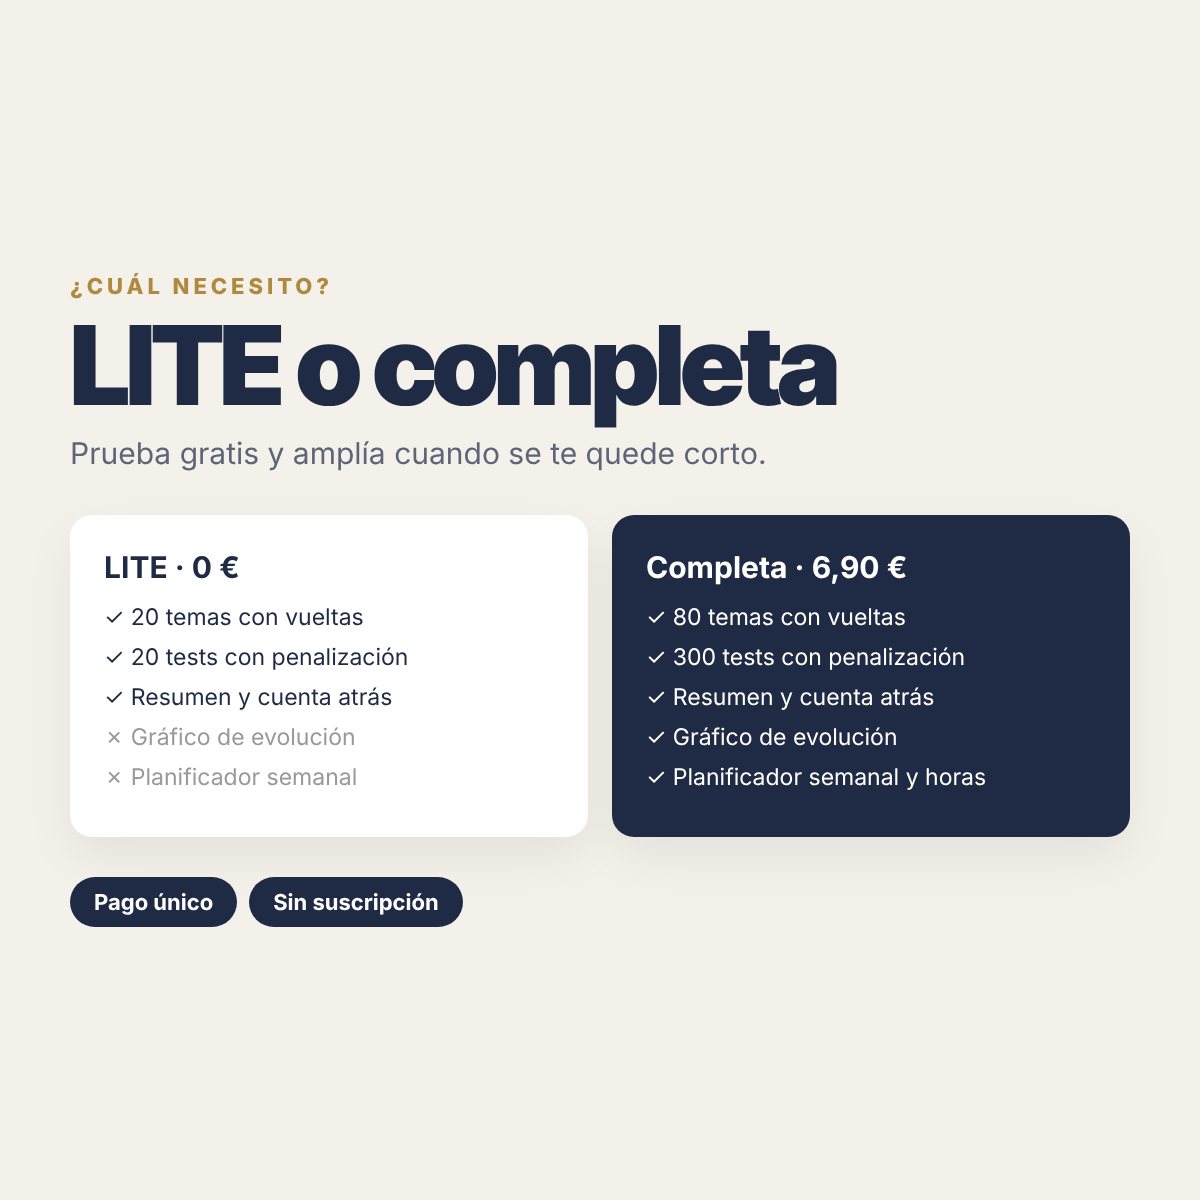 ¿CUÁL NECESITO?
LITE o completa
Prueba gratis y amplía cuando se te quede corto.
LITE · 0 €
✓ 20 temas con vueltas
✓ 20 tests con penalización
✓ Resumen y cuenta atrás
× Gráfico de evolución
× Planificador semanal
Completa · 6,90 €
✓ 80 temas con vueltas
✓ 300 tests con penalización
✓ Resumen y cuenta atrás
✓ Gráfico de evolución
✓ Planificador semanal y horas
Pago único
Sin suscripción